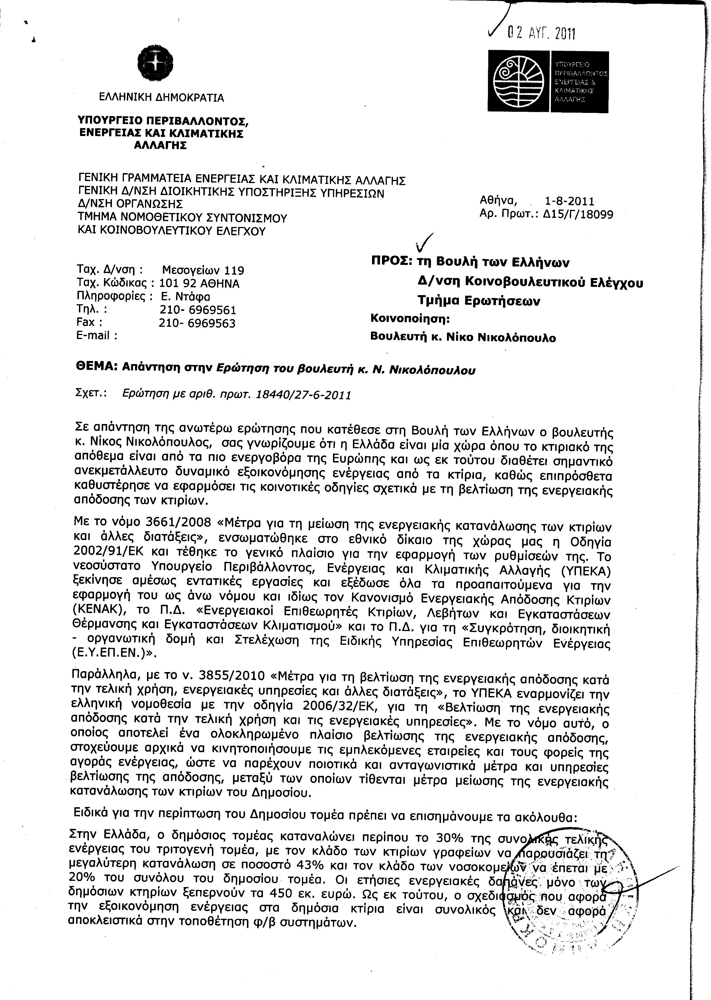 02 ΑΥΓ. 2011
ΥΠΟΥΡΓΕΙΟ
ΠΕΡΙΒΑΛΛΟΝΤΟΣ
ΕΝΕΡΓΕΙΑΣ &
ΚΛΙΜΑΤΙΚΗΣ
ΑΛΛΑΓΗΣ
ΕΛΛΗΝΙΚΗ ΔΗΜΟΚΡΑΤΙΑ
ΥΠΟΥΡΓΕΙΟ ΠΕΡΙΒΑΛΛΟΝΤΟΣ,
ΕΝΕΡΓΕΙΑΣ ΚΑΙ ΚΛΙΜΑΤΙΚΗΣ
ΑΛΛΑΓΗΣ
ΓΕΝΙΚΗ ΓΡΑΜΜΑΤΕΙΑ ΕΝΕΡΓΕΙΑΣ ΚΑΙ ΚΛΙΜΑΤΙΚΗΣ ΑΛΛΑΓΗΣ
ΓΕΝΙΚΗ Δ/ΝΣΗ ΔΙΟΙΚΗΤΙΚΗΣ ΥΠΟΣΤΗΡΙΞΗΣ ΥΠΗΡΕΣΙΩΝ
Δ/ΝΣΗ ΟΡΓΑΝΩΣΗΣ
ΤΜΗΜΑ ΝΟΜΟΘΕΤΙΚΟΥ ΣΥΝΤΟΝΙΣΜΟΥ
ΚΑΙ ΚΟΙΝΟΒΟΥΛΕΥΤΙΚΟΥ ΕΛΕΓΧΟΥ
Αθήνα, 1-8-2011
Αρ. Πρωτ.: Δ15/Γ/18099
Ταχ. Δ/νση : Μεσογείων 119
Ταχ. Κώδικας : 101 92 ΑΘΗΝΑ
Πληροφορίες : Ε. Ντάφα
Τηλ. : 210- 6969561
Fax : 210- 6969563
E-mail :
ΠΡΟΣ: τη Βουλή των Ελλήνων
Δ/νση Κοινοβουλευτικού Ελέγχου
Τμήμα Ερωτήσεων
Κοινοποίηση:
Βουλευτή κ. Νίκο Νικολόπουλο
ΘΕΜΑ: Απάντηση στην Ερώτηση του βουλευτή κ. Ν. Νικολόπουλου
Σχετ.: Ερώτηση με αριθ. πρωτ. 18440/27-6-2011
Σε απάντηση της ανωτέρω ερώτησης που κατέθεσε στη Βουλή των Ελλήνων ο βουλευτής
κ. Νίκος Νικολόπουλος, σας γνωρίζουμε ότι η Ελλάδα είναι μία χώρα όπου το κτιριακό της
απόθεμα είναι από τα πιο ενεργοβόρα της Ευρώπης και ως εκ τούτου διαθέτει σημαντικό
ανεκμετάλλευτο δυναμικό εξοικονόμησης ενέργειας από τα κτίρια, καθώς επιπρόσθετα
καθυστέρησε να εφαρμόσει τις κοινοτικές οδηγίες σχετικά με τη βελτίωση της ενεργειακής
απόδοσης των κτιρίων.
Με το νόμο 3661/2008 «Μέτρα για τη μείωση της ενεργειακής κατανάλωσης των κτιρίων
και άλλες διατάξεις», ενσωματώθηκε στο εθνικό δίκαιο της χώρας μας η Οδηγία
2002/91/ΕΚ και τέθηκε το γενικό πλαίσιο για την εφαρμογή των ρυθμίσεών της. Το
νεοσύστατο Υπουργείο Περιβάλλοντος, Ενέργειας και Κλιματικής Αλλαγής (ΥΠΕΚΑ)
ξεκίνησε αμέσως εντατικές εργασίες και εξέδωσε όλα τα προαπαιτούμενα για την
εφαρμογή του ως άνω νόμου και ιδίως τον Κανονισμό Ενεργειακής Απόδοσης Κτιρίων
(ΚΕΝΑΚ), το Π.Δ. «Ενεργειακοί Επιθεωρητές Κτιρίων, Λεβήτων και Εγκαταστάσεων
Θέρμανσης και Εγκαταστάσεων Κλιματισμού» και το Π.Δ. για τη «Συγκρότηση, διοικητική
- οργανωτική δομή και Στελέχωση της Ειδικής Υπηρεσίας Επιθεωρητών Ενέργειας
(Ε.Υ.ΕΠ.ΕΝ.)».
Παράλληλα, με το ν. 3855/2010 «Μέτρα για τη βελτίωση της ενεργειακής απόδοσης κατά
την τελική χρήση, ενεργειακές υπηρεσίες και άλλες διατάξεις», το ΥΠΕΚΑ εναρμονίζει την
ελληνική νομοθεσία με την οδηγία 2006/32/ΕΚ, για τη «Βελτίωση της ενεργειακής
απόδοσης κατά την τελική χρήση και τις ενεργειακές υπηρεσίες». Με το νόμο αυτό, ο
οποίος αποτελεί ένα ολοκληρωμένο πλαίσιο βελτίωσης της ενεργειακής απόδοσης,
στοχεύουμε αρχικά να κινητοποιήσουμε τις εμπλεκόμενες εταιρείες και τους φορείς της
αγοράς ενέργειας, ώστε να παρέχουν ποιοτικά και ανταγωνιστικά μέτρα και υπηρεσίες
βελτίωσης της απόδοσης, μεταξύ των οποίων τίθενται μέτρα μείωσης της ενεργειακής
κατανάλωσης των κτιρίων του Δημοσίου.
Ειδικά για την περίπτωση του Δημοσίου τομέα πρέπει να επισημάνουμε τα ακόλουθα:
Στην Ελλάδα, ο δημόσιος τομέας καταναλώνει περίπου το 30% της συνολικής τελικής
ενέργειας του τριτογενή τομέα, με τον κλάδο των κτιρίων γραφείων να παρουσιάζει τη
μεγαλύτερη κατανάλωση σε ποσοστό 43% και τον κλάδο των νοσοκομείων να έπεται με
20% του συνόλου του δημοσίου τομέα. Οι ετήσιες ενεργειακές δαπάνες μόνο των
δημόσιων κτηρίων ξεπερνούν τα 450 εκ. ευρώ. Ως εκ τούτου, ο σχεδιασμός που αφορά
την εξοικονόμηση ενέργειας στα δημόσια κτίρια είναι συνολικός και δεν αφορά
αποκλειστικά στην τοποθέτηση φ/β συστημάτων.